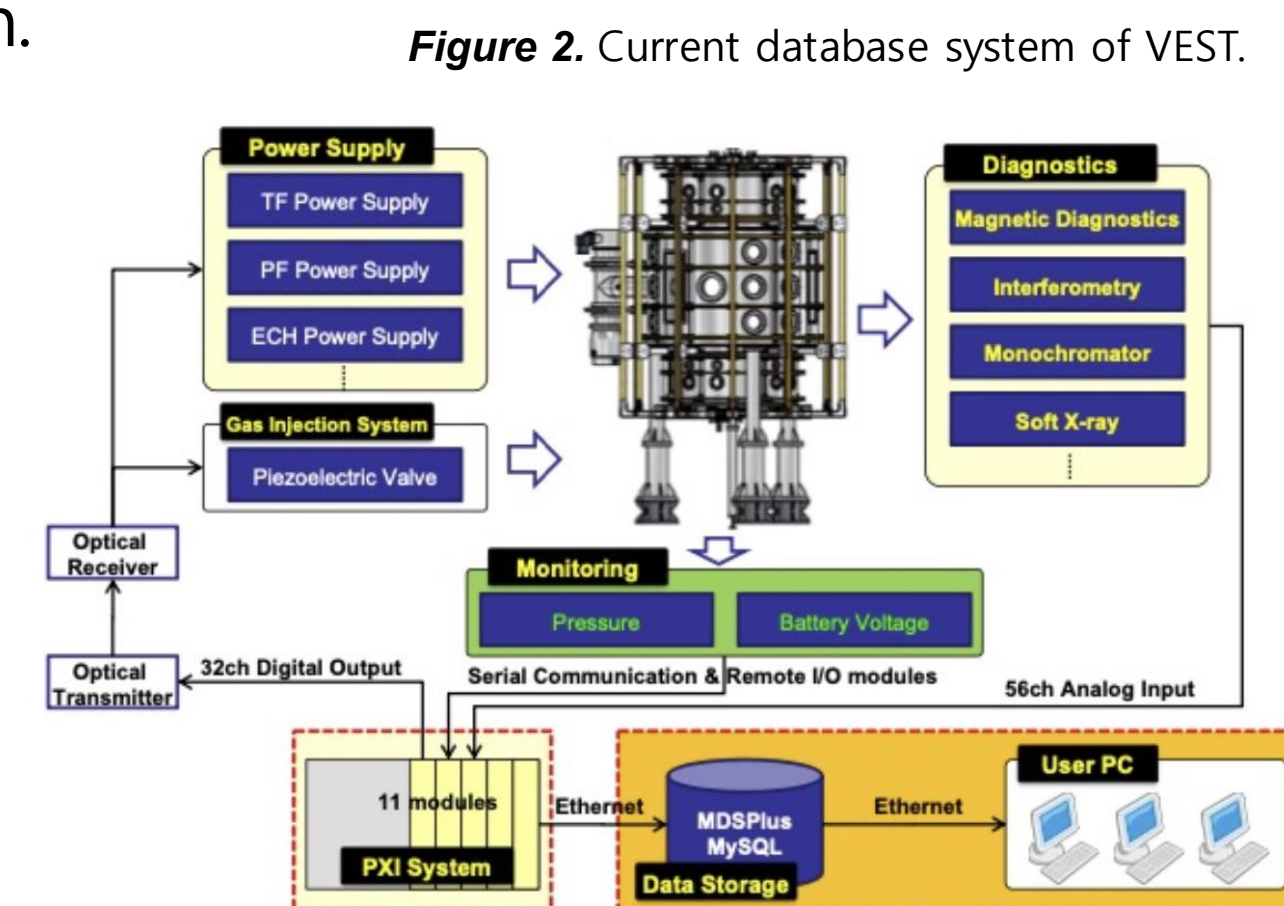 n.
Figure 2. Current database system of VEST.
Power Supply
TF Power Supply
PF Power Supply
ECH Power Supply
Gas Injection System
Piezoelectric Valve
Diagnostics
Magnetic Diagnostics
Interferometry
Monochromator
Soft X-ray
Optical
Receiver
Optical
Transmitter
Monitoring
Pressure
Battery Voltage
32ch Digital Output
Serial Communication & Remote I/O modules
56ch Analog Input
11 modules
PXI System
Ethernet
MDSPlus
MySQL
Data Storage
Ethernet
User PC